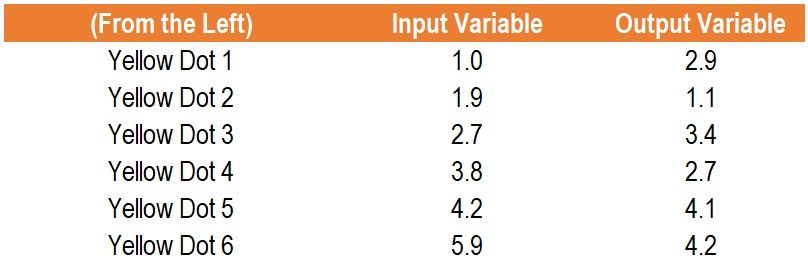 (From the Left) Input Variable Output Variable
Yellow Dot 1 1.0 2.9
Yellow Dot 2 1.9 1.1
Yellow Dot 3 2.7 3.4
Yellow Dot 4 3.8 2.7
Yellow Dot 5 4.2 4.1
Yellow Dot 6 5.9 4.2